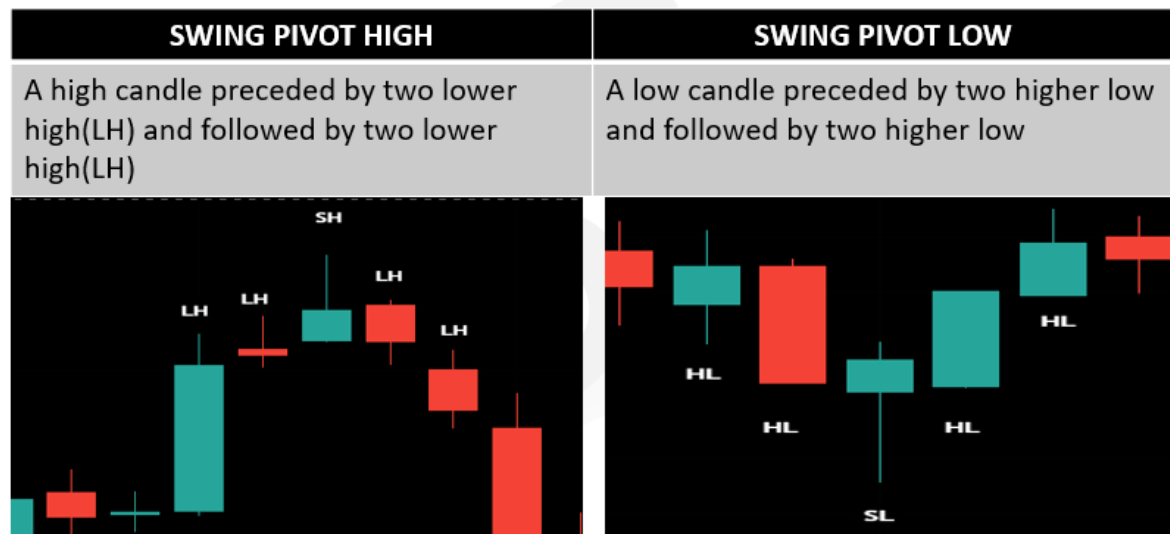 SWING PIVOT HIGH
SWING PIVOT LOW
A high candle preceded by two lower
high(LH) and followed by two lower
high(LH)
A low candle preceded by two higher low
and followed by two higher low
SH
LH
LH
LH
LH
HL
HL
SL
HL
HL